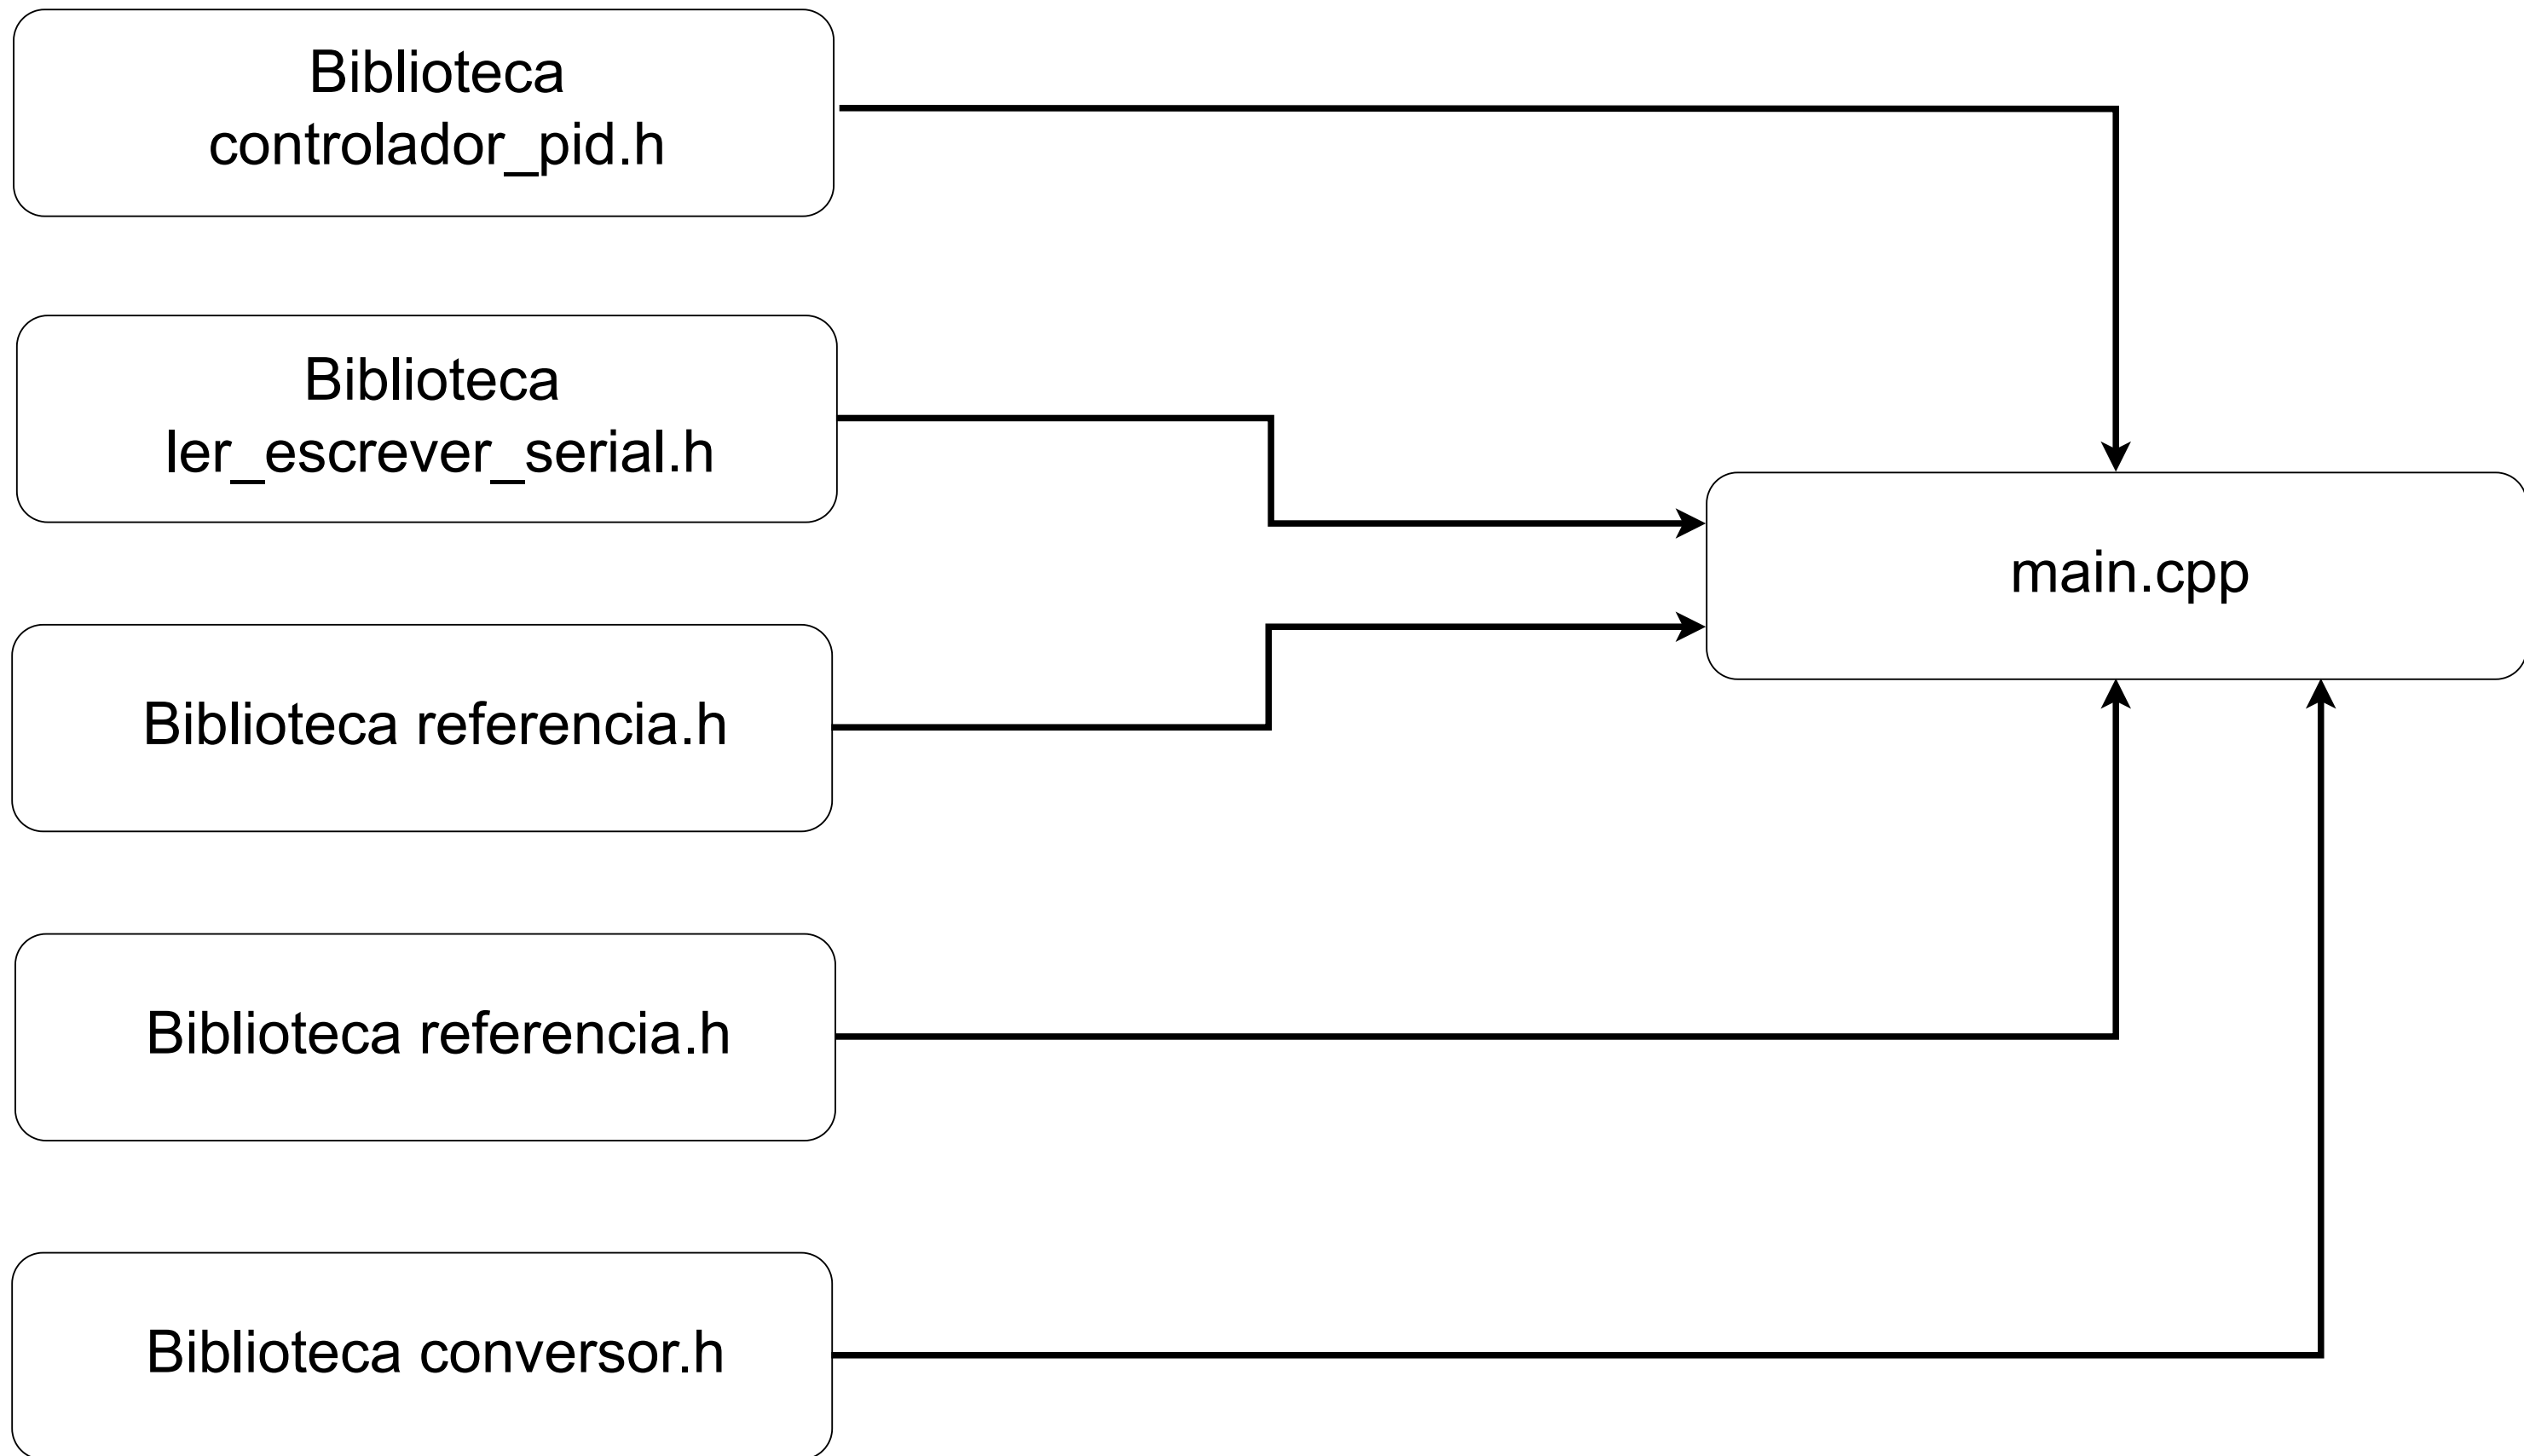 Biblioteca
controlador_pid.h
Biblioteca
ler_escrever_serial.h
main.cpp
Biblioteca referencia.h
Biblioteca referencia.h
Biblioteca conversor.h